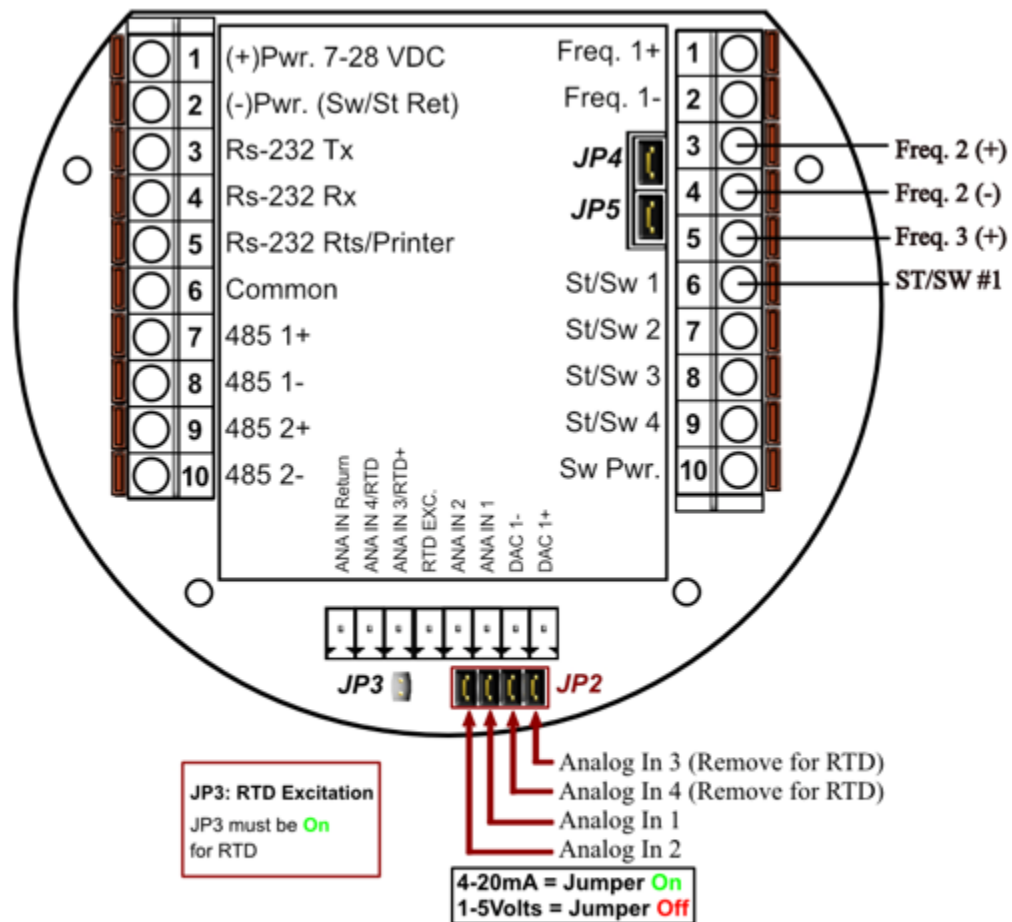 1 (+)Pwr. 7-28 VDC
2 (-)Pwr. (Sw/St Ret)
3 Rs-232 Tx
4 Rs-232 Rx
5 Rs-232 Rts/Printer
6 Common
7 485 1+
8 485 1-
9 485 2+
10 485 2-
Freq. 1+ 1
Freq. 1- 2
JP4 3 Freq. 2 (+)
JP5 4 Freq. 2 (-)
5 Freq. 3 (+)
St/Sw 1 6 ST/SW #1
St/Sw 2 7
St/Sw 3 8
St/Sw 4 9
Sw Pwr. 10
ANA IN Return
ANA IN 4/RTD
ANA IN 3/RTD+
RTD EXC.
ANA IN 2
ANA IN 1
DAC 1-
DAC 1+
JP3
JP2
Analog In 3 (Remove for RTD)
Analog In 4 (Remove for RTD)
Analog In 1
Analog In 2
JP3: RTD Excitation
JP3 must be On
for RTD
4-20mA = Jumper On
1-5Volts = Jumper Off